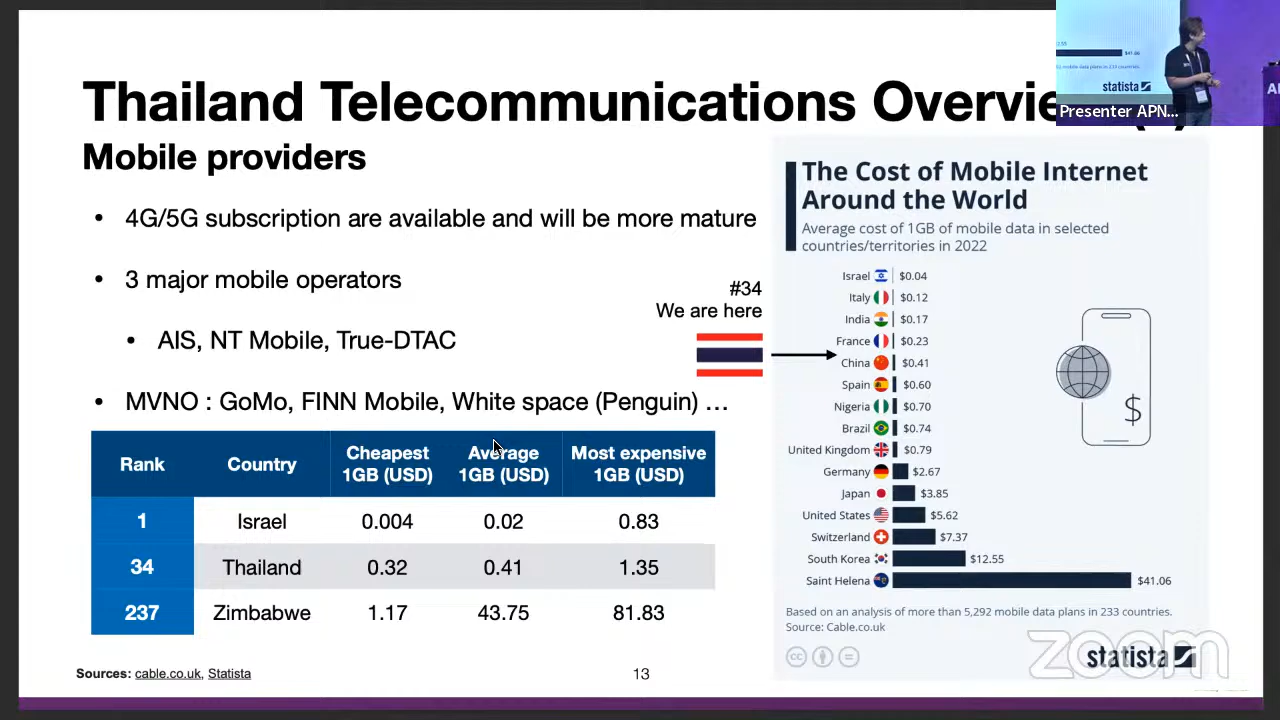 Thailand Telecommunications Overvie
Mobile providers
• 4G/5G subscription are available and will be more mature
• 3 major mobile operators
• AIS, NT Mobile, True-DTAC
• MVNO : GoMo, FINN Mobile, White space (Penguin) …
#34
We are here
Rank Country Cheapest 1GB (USD) Average 1GB (USD) Most expensive 1GB (USD)
1 Israel 0.004 0.02 0.83
34 Thailand 0.32 0.41 1.35
237 Zimbabwe 1.17 43.75 81.83
Sources: cable.co.uk, Statista
13
The Cost of Mobile Internet
Around the World
Average cost of 1GB of mobile data in selected
countries/territories in 2022
Israel $0.04
Italy $0.12
India $0.17
France $0.23
China $0.41
Spain $0.60
Nigeria $0.70
Brazil $0.74
United Kingdom $0.79
Germany $2.67
Japan $3.85
United States $5.62
Switzerland $7.37
South Korea $12.55
Saint Helena $41.06
$
Based on an analysis of more than 5,292 mobile data plans in 233 countries.
Source: Cable.co.uk
cc
statista
zoom
statista
Presenter APN...